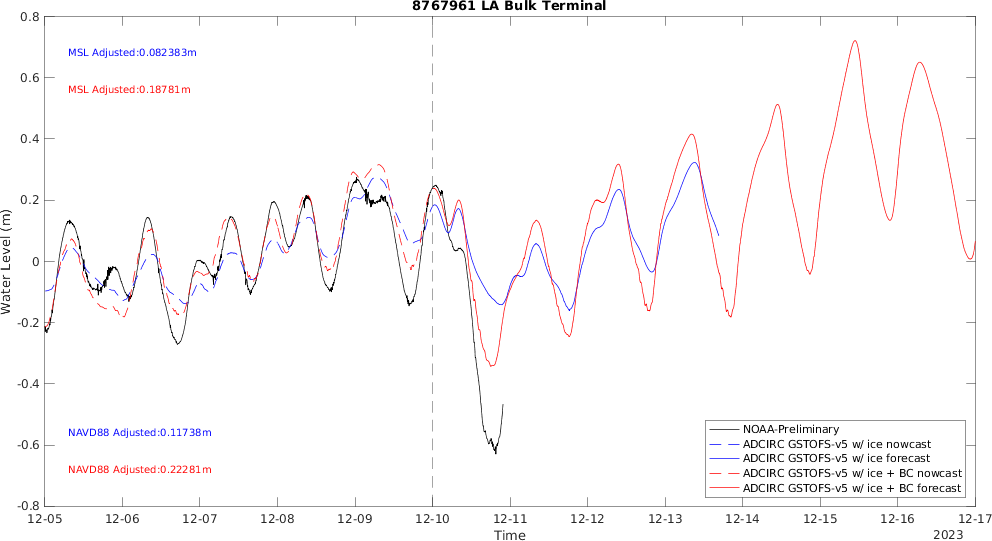 8767961 LA Bulk Terminal
MSL Adjusted:0.082383m
MSL Adjusted:0.18781m
NAVD88 Adjusted:0.11738m
NAVD88 Adjusted:0.22281m
Water Level (m)
0.8
0.6
0.4
0.2
0
-0.2
-0.4
-0.6
-0.8
NOAA-Preliminary
ADCIRC GSTOFS-v5 w/ ice nowcast
ADCIRC GSTOFS-v5 w/ ice forecast
ADCIRC GSTOFS-v5 w/ ice + BC nowcast
ADCIRC GSTOFS-v5 w/ ice + BC forecast
12-05 12-06 12-07 12-08 12-09 12-10 12-11 12-12 12-13 12-14 12-15 12-16 12-17
Time
2023